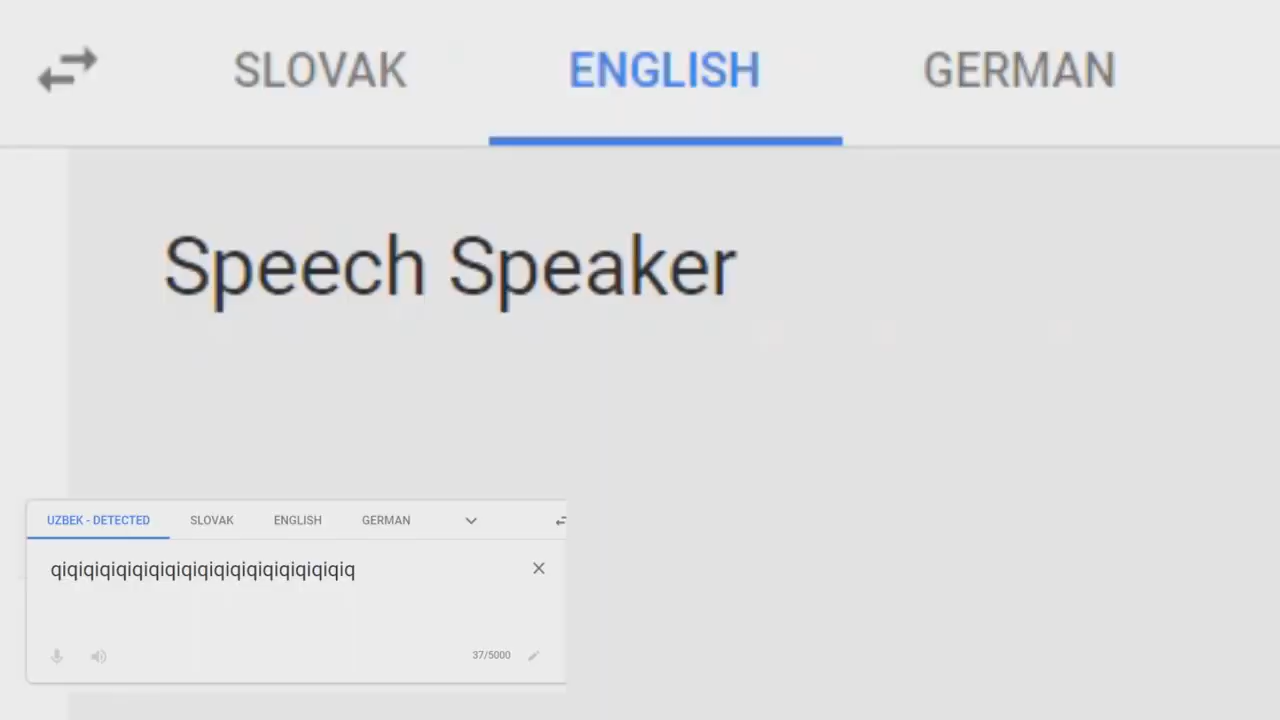 SLOVAK ENGLISH GERMAN
Speech Speaker
UZBEK - DETECTED SLOVAK ENGLISH GERMAN
qiqiqiqiqiqiqiqiqiqiqiqiqiqiqiqiqiqiq
37/5000